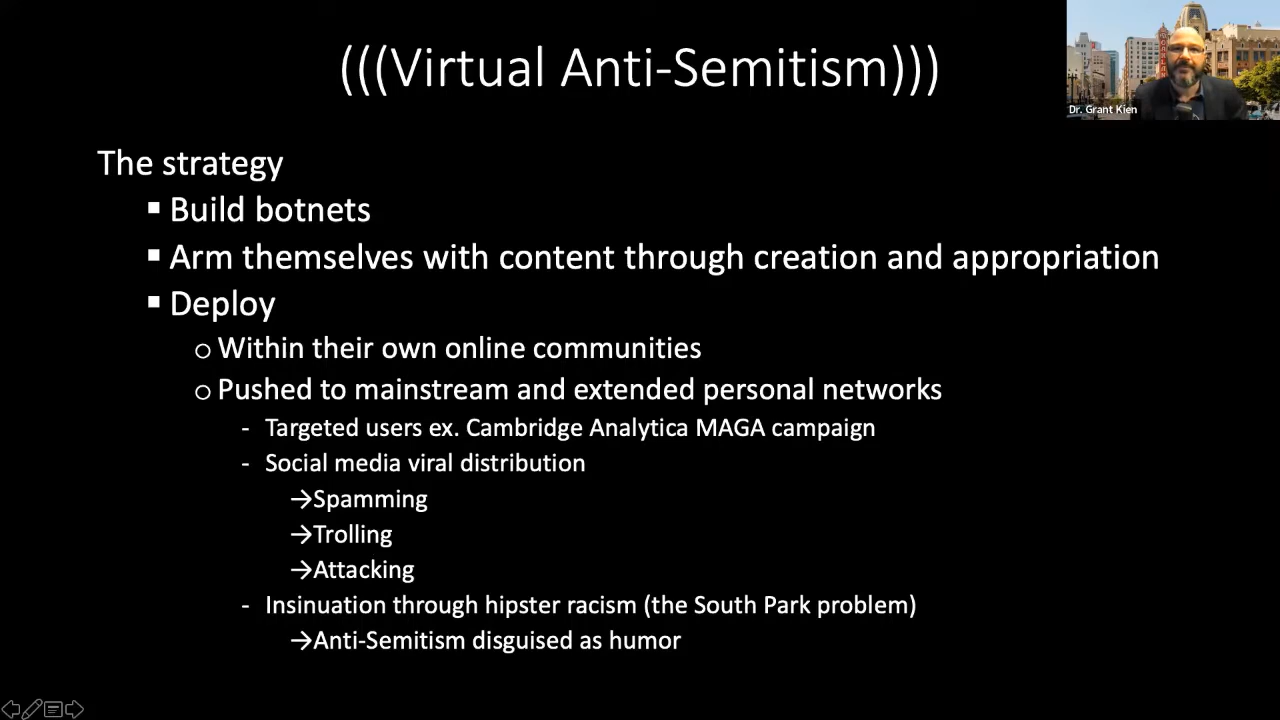 (((Virtual Anti-Semitism)))
Dr. Grant Kien
The strategy
▪ Build botnets
▪ Arm themselves with content through creation and appropriation
▪ Deploy
o Within their own online communities
o Pushed to mainstream and extended personal networks
- Targeted users ex. Cambridge Analytica MAGA campaign
- Social media viral distribution
→Spamming
→Trolling
→Attacking
- Insinuation through hipster racism (the South Park problem)
→Anti-Semitism disguised as humor